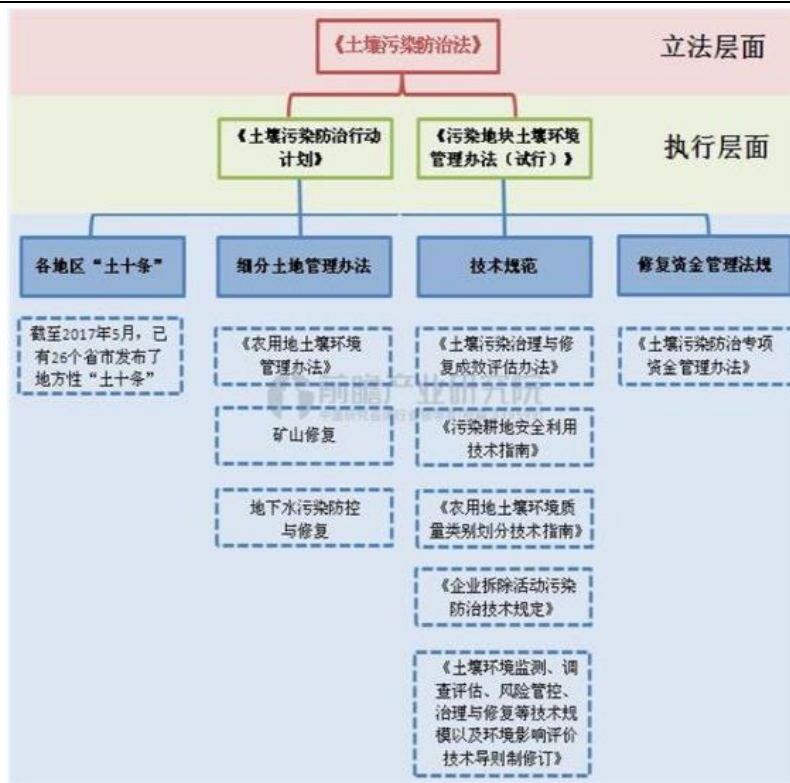 《土壤污染防治法》
立法层面
《土壤污染防治行动
计划》
《污染地块土壤环境
管理办法（试行）》
执行层面
各地区“土十条”
细分土地管理办法
技术规范
修复资金管理法规
截至2017年5月，已
有26个省市发布了
地方性“土十条”
《农用地土壤环境
管理办法》
矿山修复
地下水污染防控
与修复
《土壤污染治理与修
复成效评估办法》
《污染耕地安全利用
技术指南》
《农用地土壤环境质
量类别划分技术指南》
《企业拆除活动污染
防治技术规定》
《土壤环境监测、调
查评估、风险管控、
治理与修复等技术规
模以及环境影响评价
技术导则制修订》
《土壤污染防治专项
资金管理办法》
前瞻产业研究院